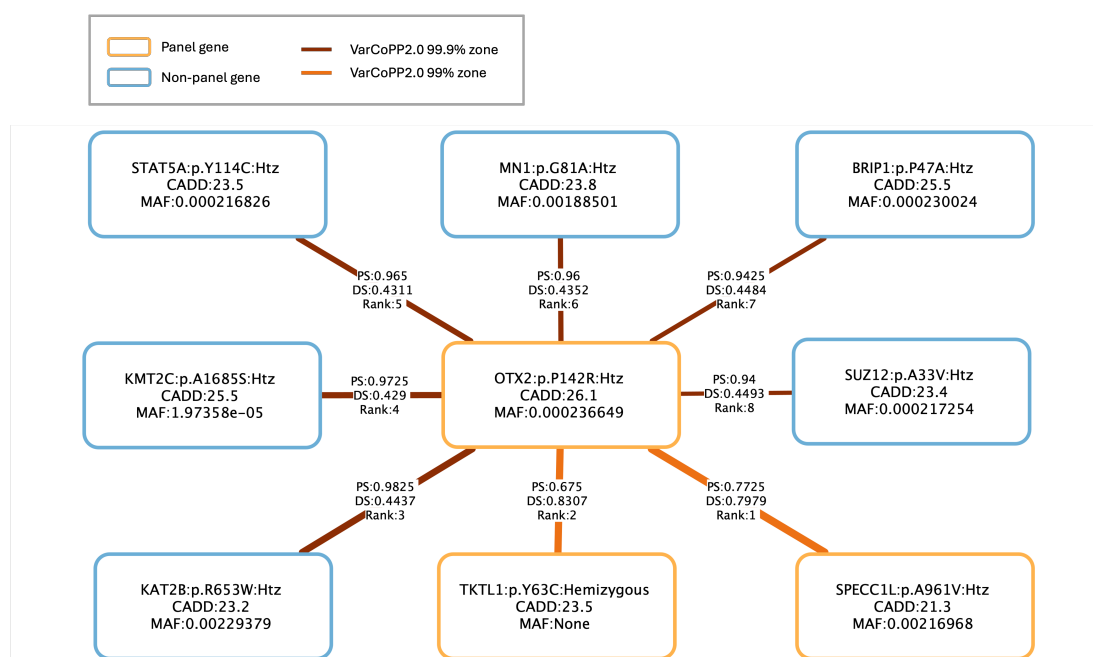 Panel gene
Non-panel gene
VarCoPP2.0 99.9% zone
VarCoPP2.0 99% zone
STAT5A:p.Y114C:Htz
CADD:23.5
MAF:0.000216826
MN1:p.G81A:Htz
CADD:23.8
MAF:0.00188501
BRIP1:p.P47A:Htz
CADD:25.5
MAF:0.000230024
PS:0.965
DS:0.4311
Rank:5
PS:0.96
DS:0.4352
Rank:6
PS:0.9425
DS:0.4484
Rank:7
KMT2C:p.A1685S:Htz
CADD:25.5
MAF:1.97358e-05
PS:0.9725
DS:0.429
Rank:4
OTX2:p.P142R:Htz
CADD:26.1
MAF:0.000236649
PS:0.94
DS:0.4493
Rank:8
SUZ12:p.A33V:Htz
CADD:23.4
MAF:0.000217254
PS:0.9825
DS:0.4437
Rank:3
PS:0.675
DS:0.8307
Rank:2
PS:0.7725
DS:0.7979
Rank:1
KAT2B:p.R653W:Htz
CADD:23.2
MAF:0.00229379
TKTL1:p.Y63C:Hemizygous
CADD:23.5
MAF:None
SPECC1L:p.A961V:Htz
CADD:21.3
MAF:0.00216968